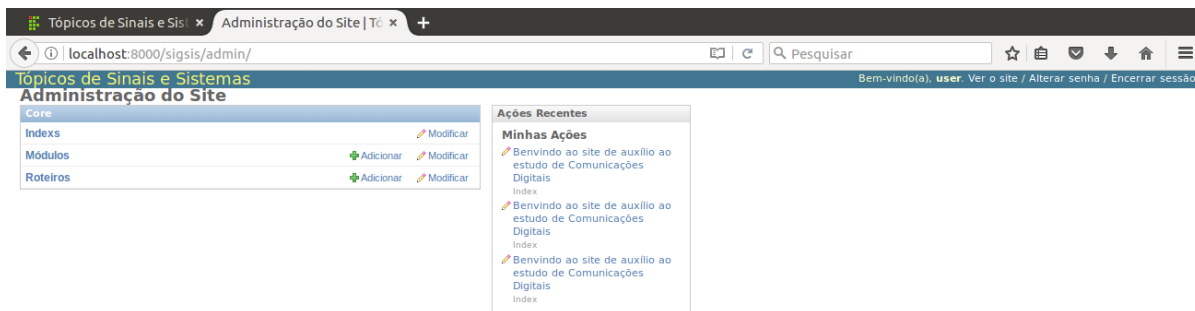 Tópicos de Sinais e Sist × Administração do Site | Tó × +
localhost:8000/sigsis/admin/ Pesquisar
Tópicos de Sinais e Sistemas Bem-vindo(a), user. Ver o site / Alterar senha / Encerrar sessão
Administração do Site
Core
Indexs Modificar
Módulos Adicionar Modificar
Roteiros Adicionar Modificar
Ações Recentes
Minhas Ações
Benvindo ao site de auxílio ao
estudo de Comunicações
Digitais
Index
Benvindo ao site de auxílio ao
estudo de Comunicações
Digitais
Index
Benvindo ao site de auxílio ao
estudo de Comunicações
Digitais
Index